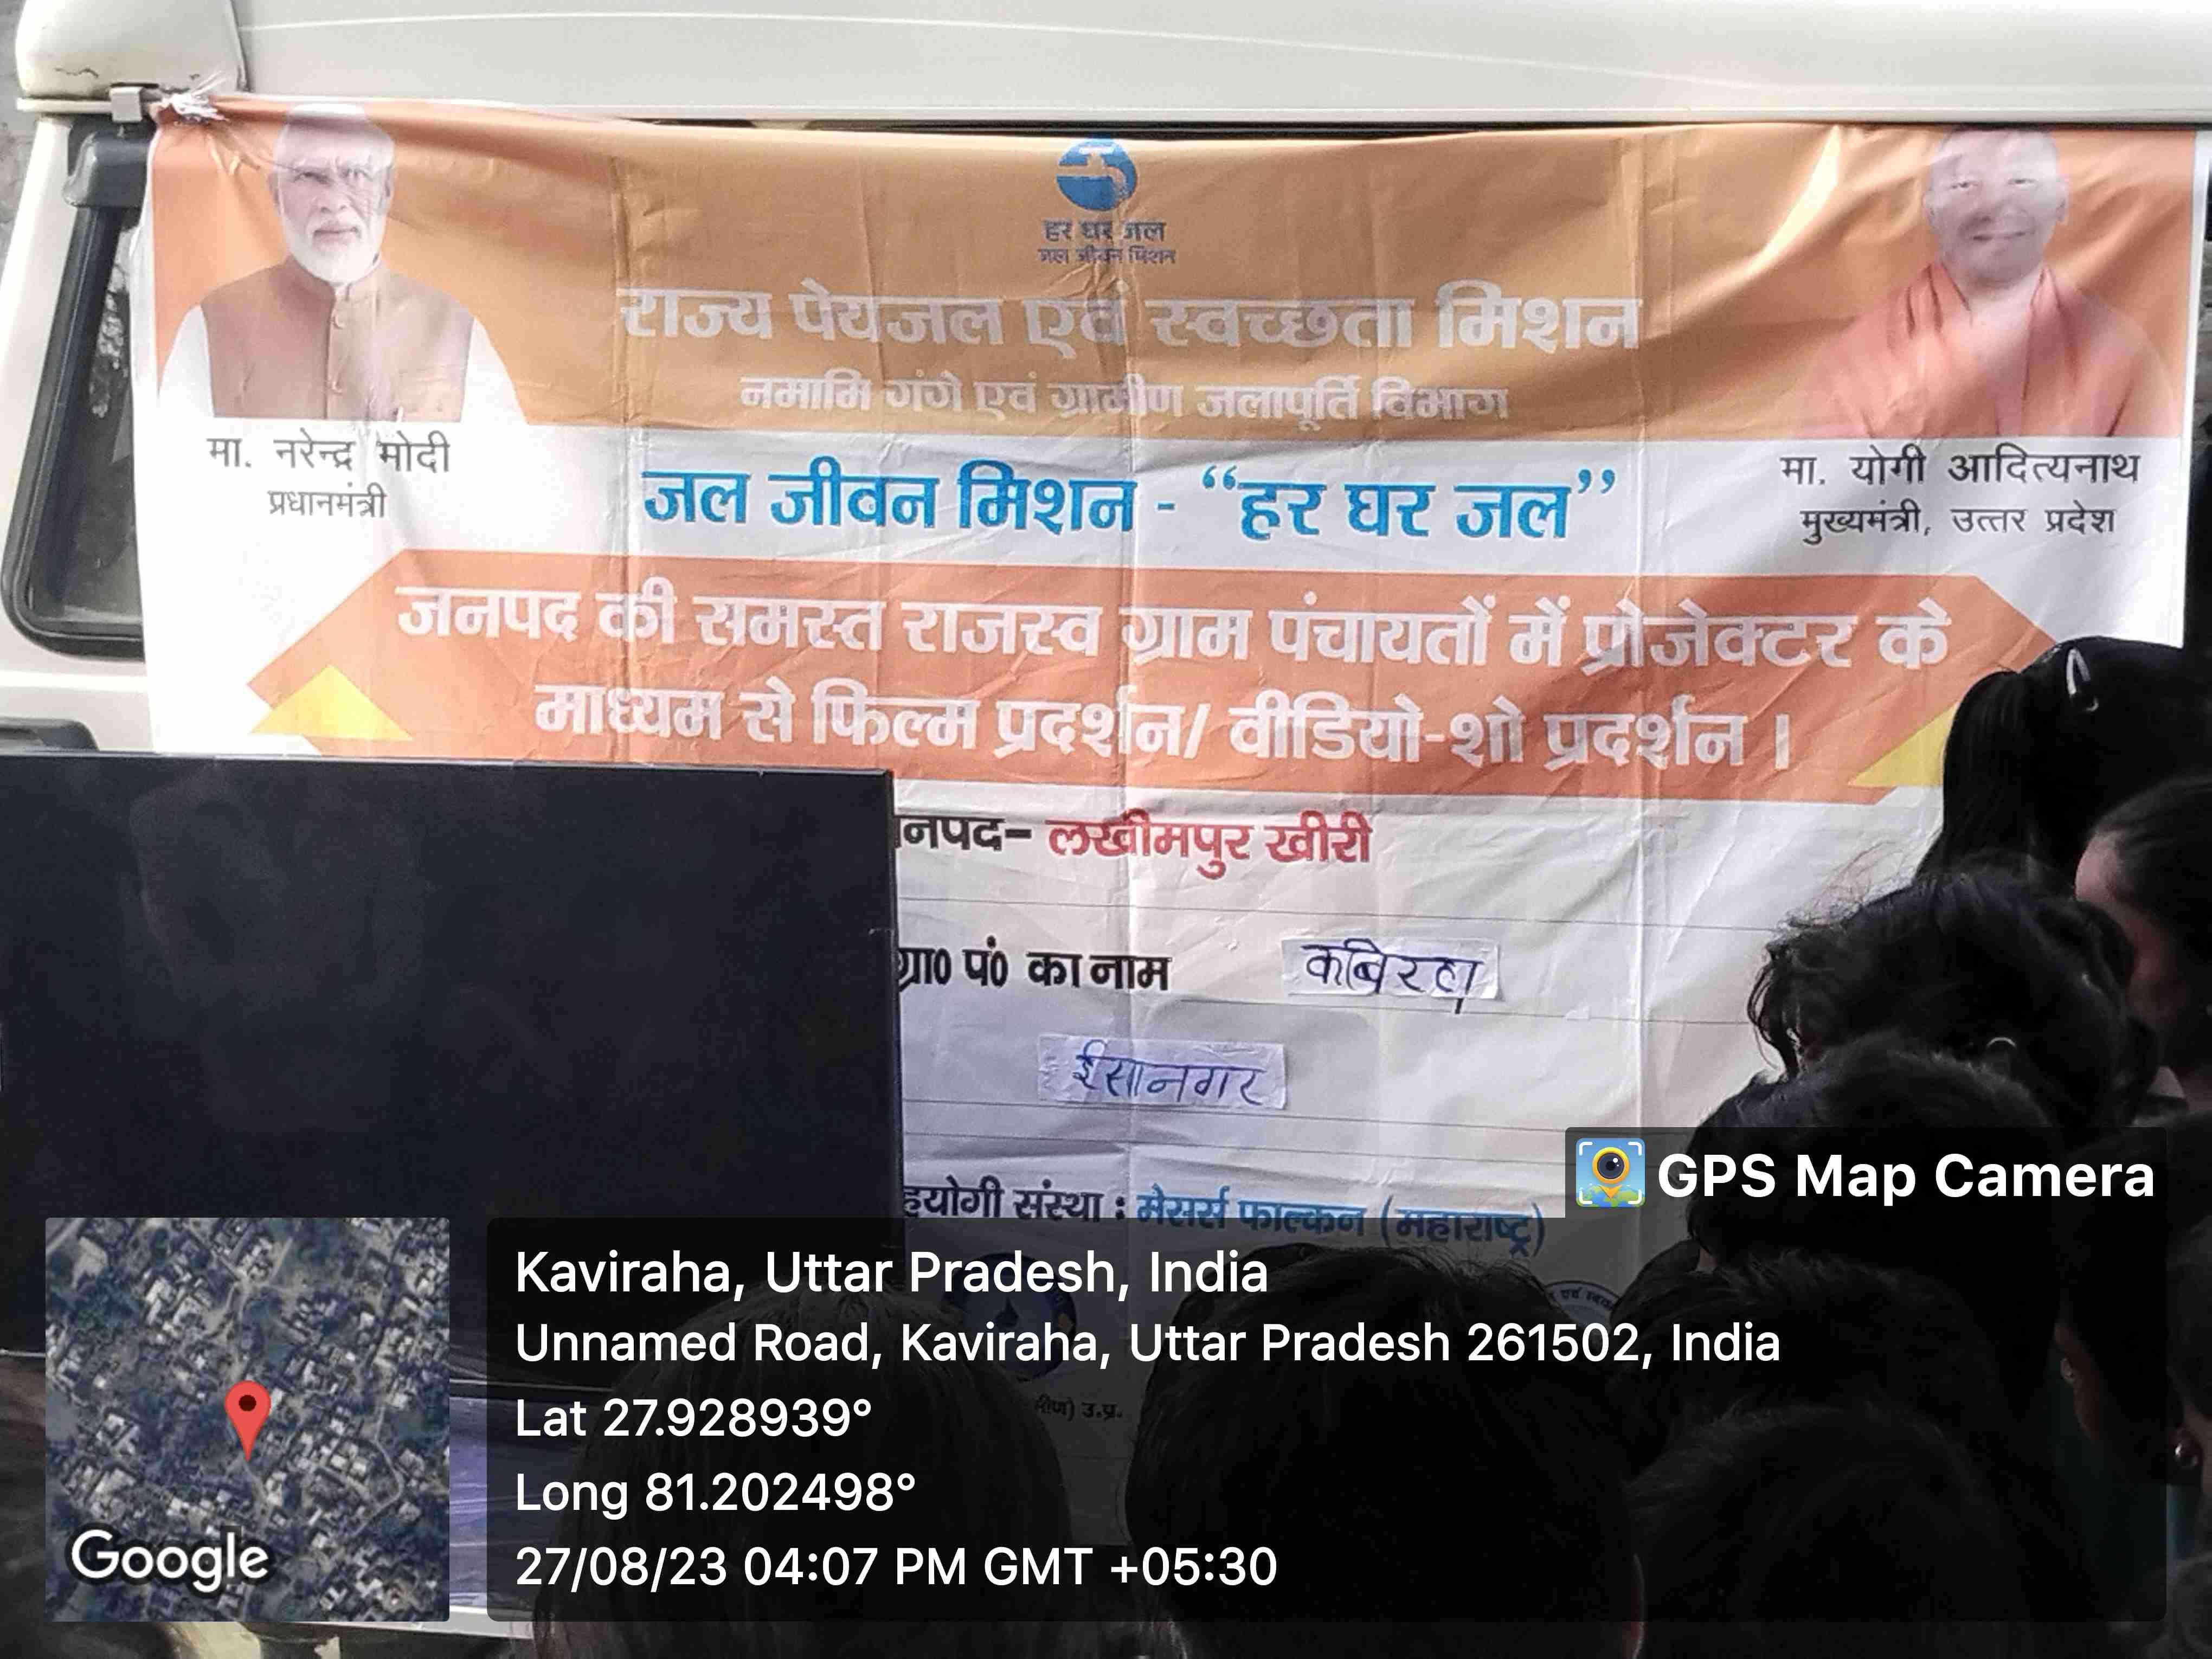 हर घर जल
जल जीवन मिशन
राज्य पेयजल एवं स्वच्छता मिशन
नमामि गंगे एवं ग्रामीण जलापूर्ति विभाग
मा. नरेन्द्र मोदी
प्रधानमंत्री
मा. योगी आदित्यनाथ
मुख्यमंत्री, उत्तर प्रदेश
जल जीवन मिशन - “हर घर जल”
जनपद की समस्त राजस्व ग्राम पंचायतों में प्रोजेक्टर के
माध्यम से फिल्म प्रदर्शन/ वीडियो-शो प्रदर्शन ।
नपद- लखीमपुर खीरी
ग्रा0 पं0 का नाम कबिरहा
ईसानगर
हयोगी संस्था : मेसर्स फाल्कन (महाराष्ट्र)
उ.प्र.
GPS Map Camera
Kaviraha, Uttar Pradesh, India
Unnamed Road, Kaviraha, Uttar Pradesh 261502, India
Lat 27.928939°
Long 81.202498°
27/08/23 04:07 PM GMT +05:30
Google